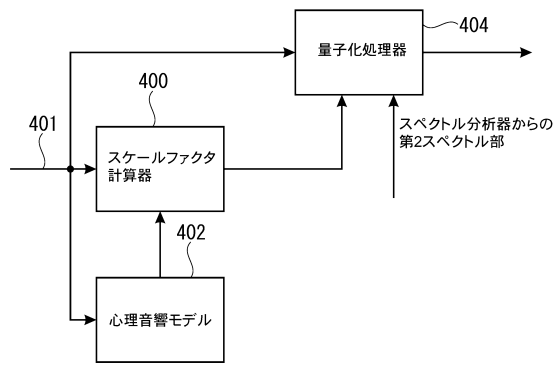 404
量子化処理器
400
スペクトル分析器からの
第2スペクトル部
401
スケールファクタ
計算器
402
心理音響モデル